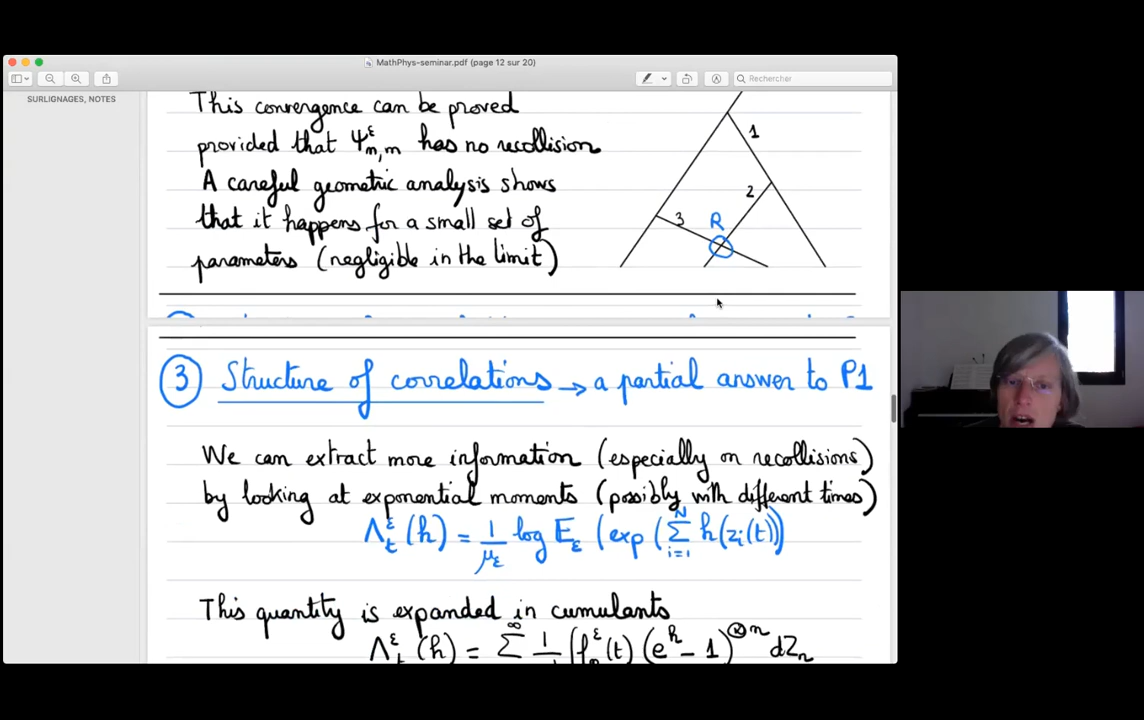 MathPhys-seminar.pdf (page 12 sur 20)
Rechercher
SURLIGNAGES, NOTES
This convergence can be proved
provided that Ψ^ε_{m,m} has no recollision
A careful geometric analysis shows
that it happens for a small set of
parameters (negligible in the limit)
1
2
3
R
③ Structure of correlations → a partial answer to P1
We can extract more information (especially on recollisions)
by looking at exponential moments (possibly with different times)
Λ^ε_t (h) = 1/μ_ε log E_ε (exp (∑_{i=1}^N h(z_i(t)))
This quantity is expanded in cumulants